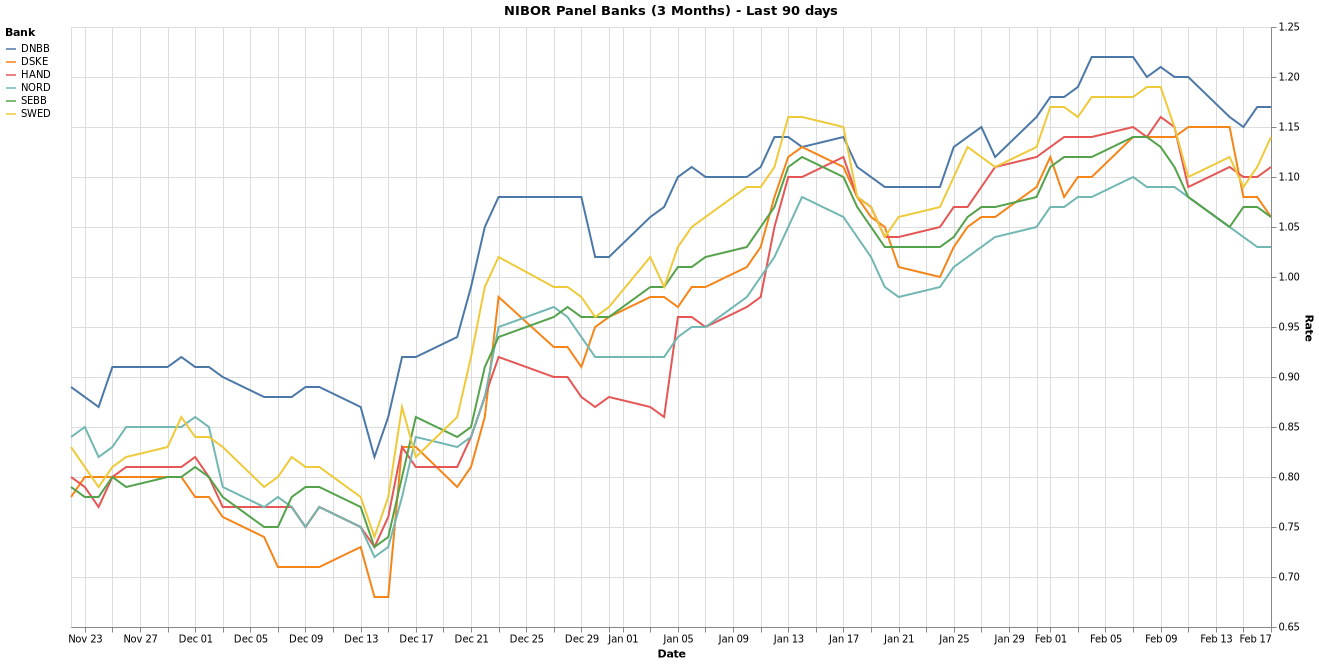 NIBOR Panel Banks (3 Months) - Last 90 days
Bank
DNBB
DSKE
HAND
NORD
SEBB
SWED
1.25
1.20
1.15
1.10
1.05
1.00
0.95
0.90
0.85
0.80
0.75
0.70
0.65
Rate
Nov 23 Nov 27 Dec 01 Dec 05 Dec 09 Dec 13 Dec 17 Dec 21 Dec 25 Dec 29 Jan 01 Jan 05 Jan 09 Jan 13 Jan 17 Jan 21 Jan 25 Jan 29 Feb 01 Feb 05 Feb 09 Feb 13 Feb 17
Date